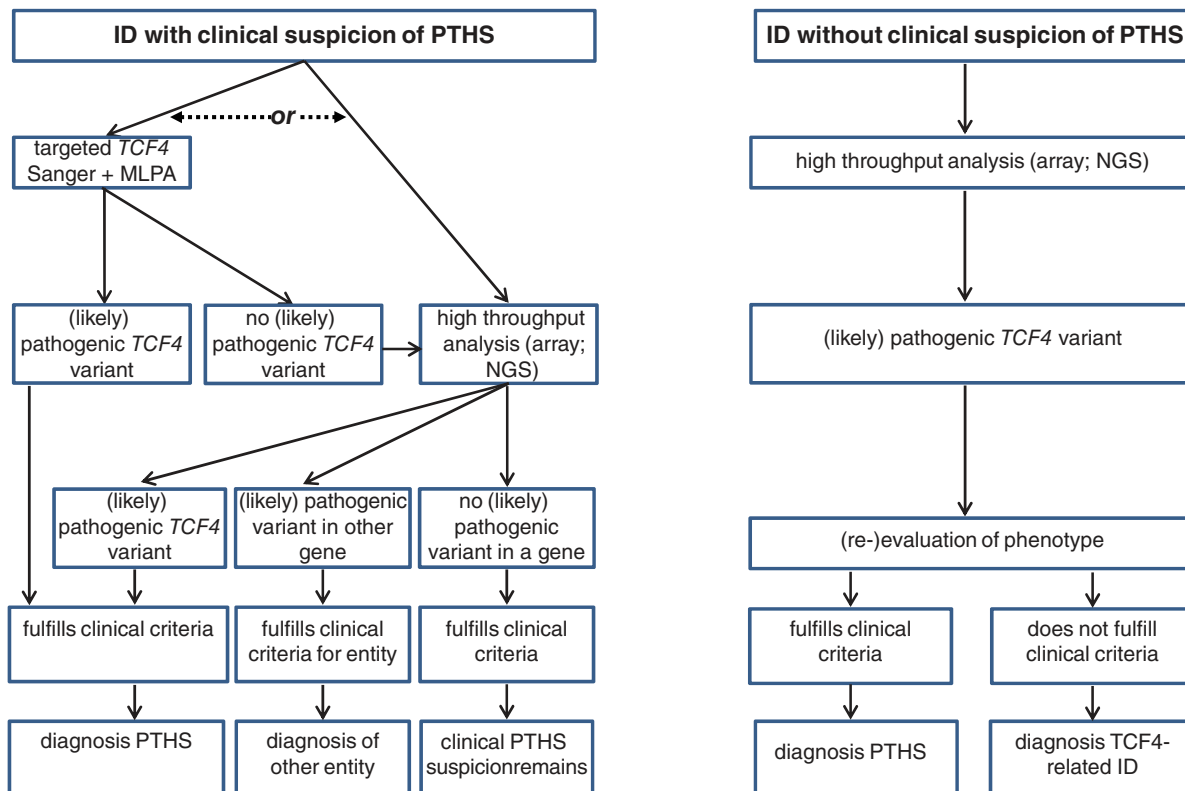 ID with clinical suspicion of PTHS
or
targeted TCF4
Sanger + MLPA
(likely)
pathogenic TCF4
variant
no (likely)
pathogenic TCF4
variant
high throughput
analysis (array;
NGS)
(likely)
pathogenic TCF4
variant
(likely) pathogenic
variant in other
gene
no (likely)
pathogenic
variant in a gene
fulfills clinical criteria
fulfills clinical
criteria for entity
fulfills clinical
criteria
diagnosis PTHS
diagnosis of
other entity
clinical PTHS
suspicionremains
ID without clinical suspicion of PTHS
high throughput analysis (array; NGS)
(likely) pathogenic TCF4 variant
(re-)evaluation of phenotype
fulfills clinical
criteria
does not fulfill
clinical criteria
diagnosis PTHS
diagnosis TCF4-
related ID